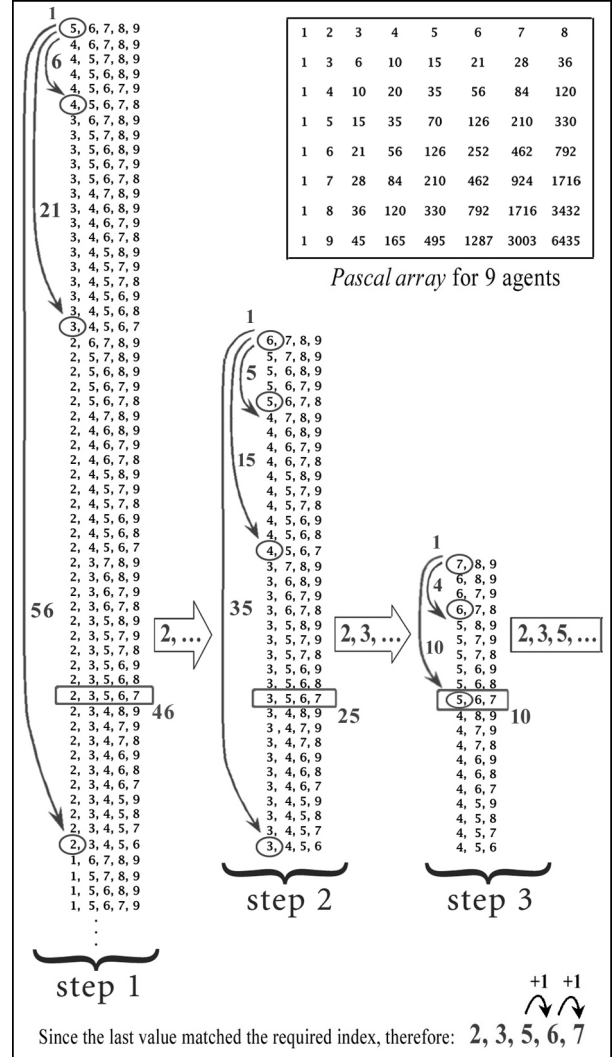 1
5, 6, 7, 8, 9
4, 6, 7, 8, 9
4, 5, 7, 8, 9
4, 5, 6, 8, 9
4, 5, 6, 7, 9
4, 5, 6, 7, 8
3, 6, 7, 8, 9
3, 5, 7, 8, 9
3, 5, 6, 8, 9
3, 5, 6, 7, 9
3, 5, 6, 7, 8
3, 4, 7, 8, 9
3, 4, 6, 8, 9
3, 4, 6, 7, 9
3, 4, 6, 7, 8
3, 4, 5, 8, 9
3, 4, 5, 7, 9
3, 4, 5, 7, 8
3, 4, 5, 6, 9
3, 4, 5, 6, 8
3, 4, 5, 6, 7
2, 6, 7, 8, 9
2, 5, 7, 8, 9
2, 5, 6, 8, 9
2, 5, 6, 7, 9
2, 5, 6, 7, 8
2, 4, 7, 8, 9
2, 4, 6, 8, 9
2, 4, 6, 7, 9
2, 4, 6, 7, 8
2, 4, 5, 8, 9
2, 4, 5, 7, 9
2, 4, 5, 7, 8
2, 4, 5, 6, 9
2, 4, 5, 6, 8
2, 4, 5, 6, 7
2, 3, 7, 8, 9
2, 3, 6, 8, 9
2, 3, 6, 7, 9
2, 3, 6, 7, 8
2, 3, 5, 8, 9
2, 3, 5, 7, 9
2, 3, 5, 7, 8
2, 3, 5, 6, 9
2, 3, 5, 6, 8
2, 3, 5, 6, 7
2, 3, 4, 8, 9
2, 3, 4, 7, 9
2, 3, 4, 7, 8
2, 3, 4, 6, 9
2, 3, 4, 6, 8
2, 3, 4, 6, 7
2, 3, 4, 5, 9
2, 3, 4, 5, 8
2, 3, 4, 5, 7
2, 3, 4, 5, 6
1, 6, 7, 8, 9
1, 5, 7, 8, 9
1, 5, 6, 8, 9
1, 5, 6, 7, 9
6
21
56
46
step 1
1 2 3 4 5 6 7 8
1 3 6 10 15 21 28 36
1 4 10 20 35 56 84 120
1 5 15 35 70 126 210 330
1 6 21 56 126 252 462 792
1 7 28 84 210 462 924 1716
1 8 36 120 330 792 1716 3432
1 9 45 165 495 1287 3003 6435
Pascal array for 9 agents
2, ...
1
6, 7, 8, 9
5, 7, 8, 9
5, 6, 8, 9
5, 6, 7, 9
5, 6, 7, 8
4, 7, 8, 9
4, 6, 8, 9
4, 6, 7, 9
4, 6, 7, 8
4, 5, 8, 9
4, 5, 7, 9
4, 5, 7, 8
4, 5, 6, 9
4, 5, 6, 8
4, 5, 6, 7
3, 7, 8, 9
3, 6, 8, 9
3, 6, 7, 9
3, 6, 7, 8
3, 5, 8, 9
3, 5, 7, 9
3, 5, 7, 8
3, 5, 6, 9
3, 5, 6, 8
3, 5, 6, 7
3, 4, 8, 9
3, 4, 7, 9
3, 4, 7, 8
3, 4, 6, 9
3, 4, 6, 8
3, 4, 6, 7
3, 4, 5, 9
3, 4, 5, 8
3, 4, 5, 7
3, 4, 5, 6
5
15
35
25
step 2
2, 3, ...
1
7, 8, 9
6, 8, 9
6, 7, 9
6, 7, 8
5, 8, 9
5, 7, 9
5, 7, 8
5, 6, 9
5, 6, 8
5, 6, 7
4, 8, 9
4, 7, 9
4, 7, 8
4, 6, 9
4, 6, 8
4, 6, 7
4, 5, 9
4, 5, 8
4, 5, 7
4, 5, 6
4
10
10
step 3
2, 3, 5, ...
+1 +1
Since the last value matched the required index, therefore: 2, 3, 5, 6, 7